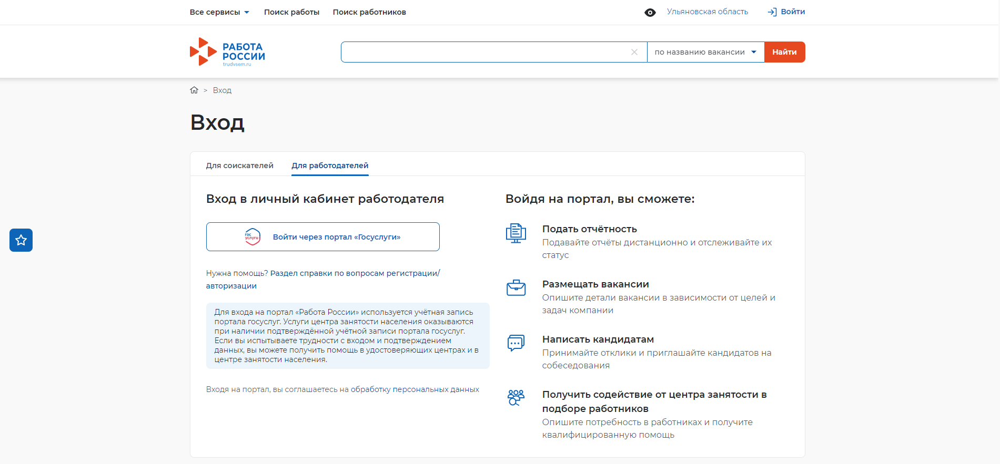 Все сервисы Поиск работы Поиск работников Ульяновская область Войти
РАБОТА
РОССИИ
trudvsem.ru
по названию вакансии Найти
> Вход
Вход
Для соискателей Для работодателей
Вход в личный кабинет работодателя
гос
услуги Войти через портал «Госуслуги»
Нужна помощь? Раздел справки по вопросам регистрации/
авторизации
Для входа на портал «Работа России» используется учётная запись
портала госуслуг. Услуги центра занятости населения оказываются
при наличии подтверждённой учётной записи портала госуслуг.
Если вы испытываете трудности с входом и подтверждением
данных, вы можете получить помощь в удостоверяющих центрах и в
центре занятости населения.
Входя на портал, вы соглашаетесь на обработку персональных данных
Войдя на портал, вы сможете:
Подать отчётность
Подавайте отчёты дистанционно и отслеживайте их
статус
Размещать вакансии
Опишите детали вакансии в зависимости от целей и
задач компании
Написать кандидатам
Принимайте отклики и приглашайте кандидатов на
собеседования
Получить содействие от центра занятости в
подборе работников
Опишите потребность в работниках и получите
квалифицированную помощь